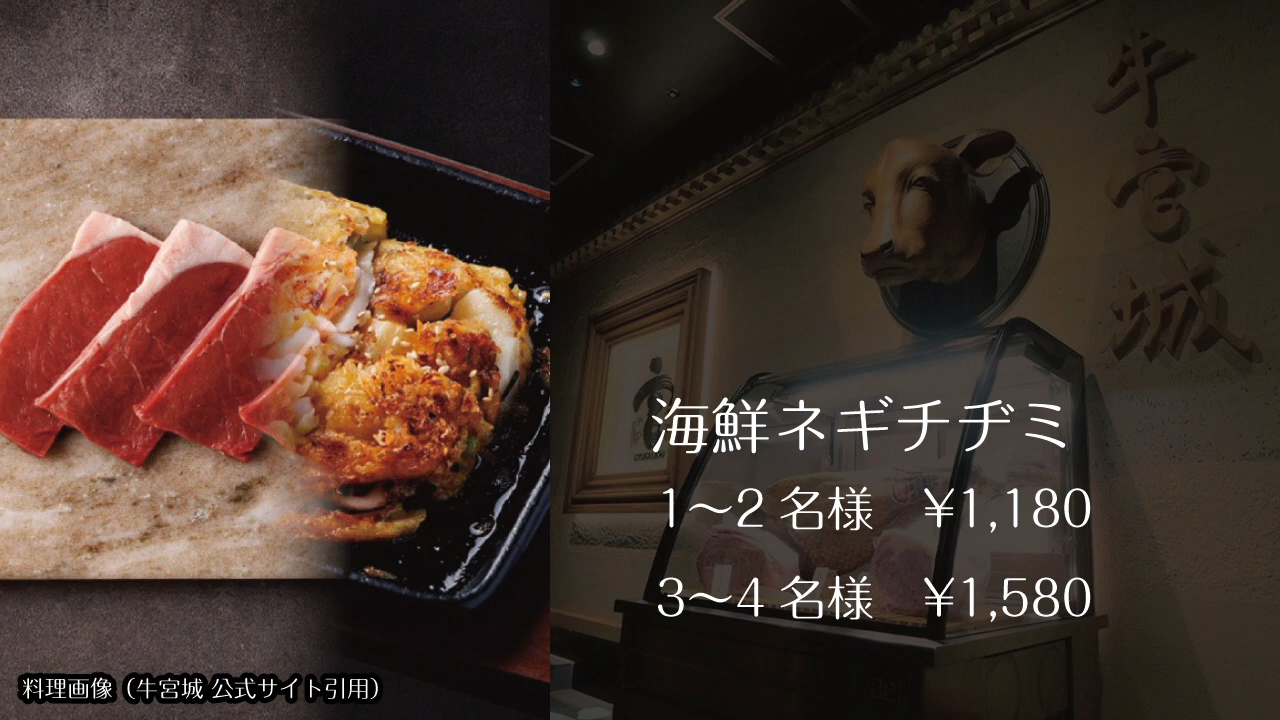 牛宮城
海鮮ネギチヂミ
1～2 名様　¥1,180
3～4 名様　¥1,580
料理画像（牛宮城 公式サイト引用）